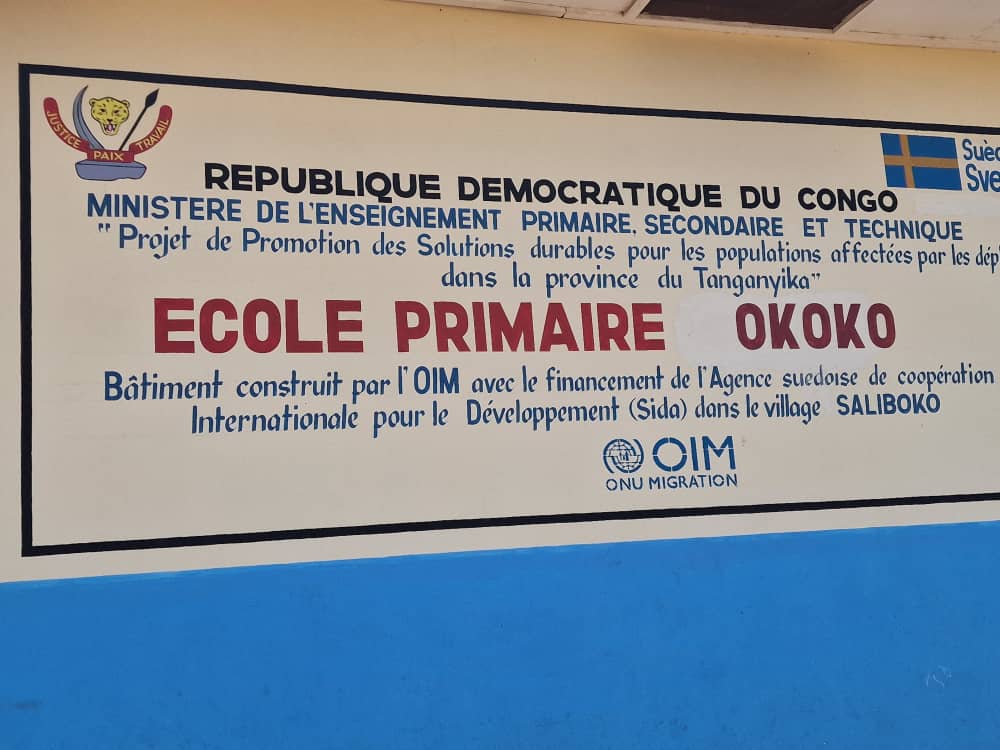 JUSTICE PAIX TRAVAIL
REPUBLIQUE DEMOCRATIQUE DU CONGO
MINISTERE DE L'ENSEIGNEMENT PRIMAIRE, SECONDAIRE ET TECHNIQUE
" Projet de Promotion des Solutions durables pour les populations affectées par les dépl
dans la province du Tanganyika"
ECOLE PRIMAIRE OKOKO
Bâtiment construit par l'OIM avec le financement de l'Agence suedoise de coopération
Internationale pour le Développement (Sida) dans le village SALIBOKO
OIM
ONU MIGRATION